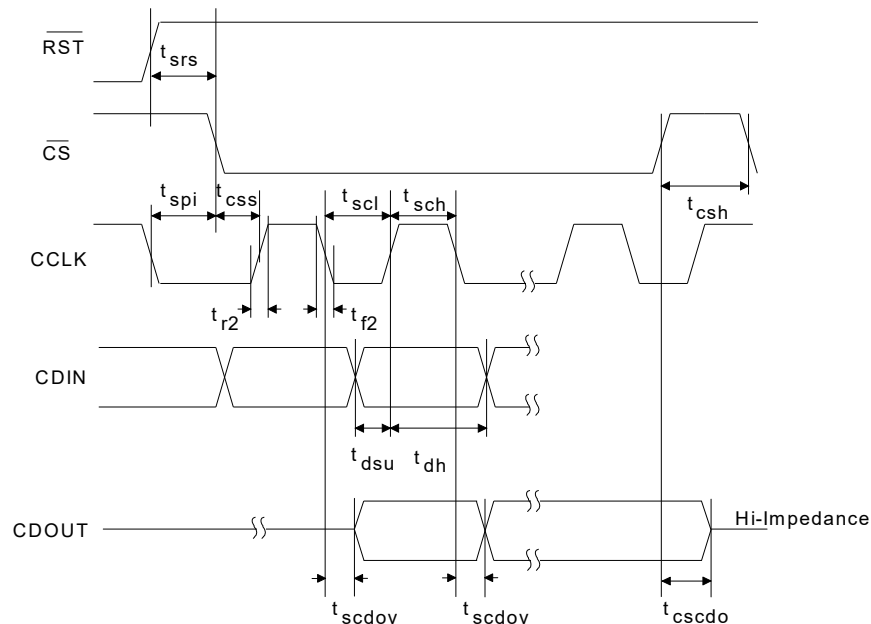 RST
t srs
CS
t spi
t css
t scl
t sch
t csh
CCLK
t r2
t f2
CDIN
t dsu
t dh
CDOUT
Hi-Impedance
t scdov
t scdov
t cscdo